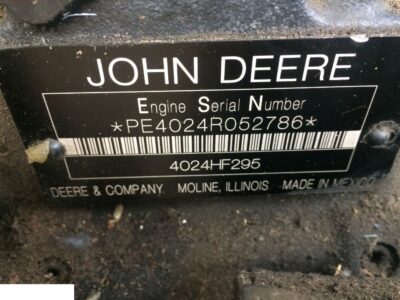 JOHN DEERE
Engine Serial Number
*PE4024R052786*
4024HF295
DEERE & COMPANY MOLINE, ILLINOIS MADE IN MEXICO